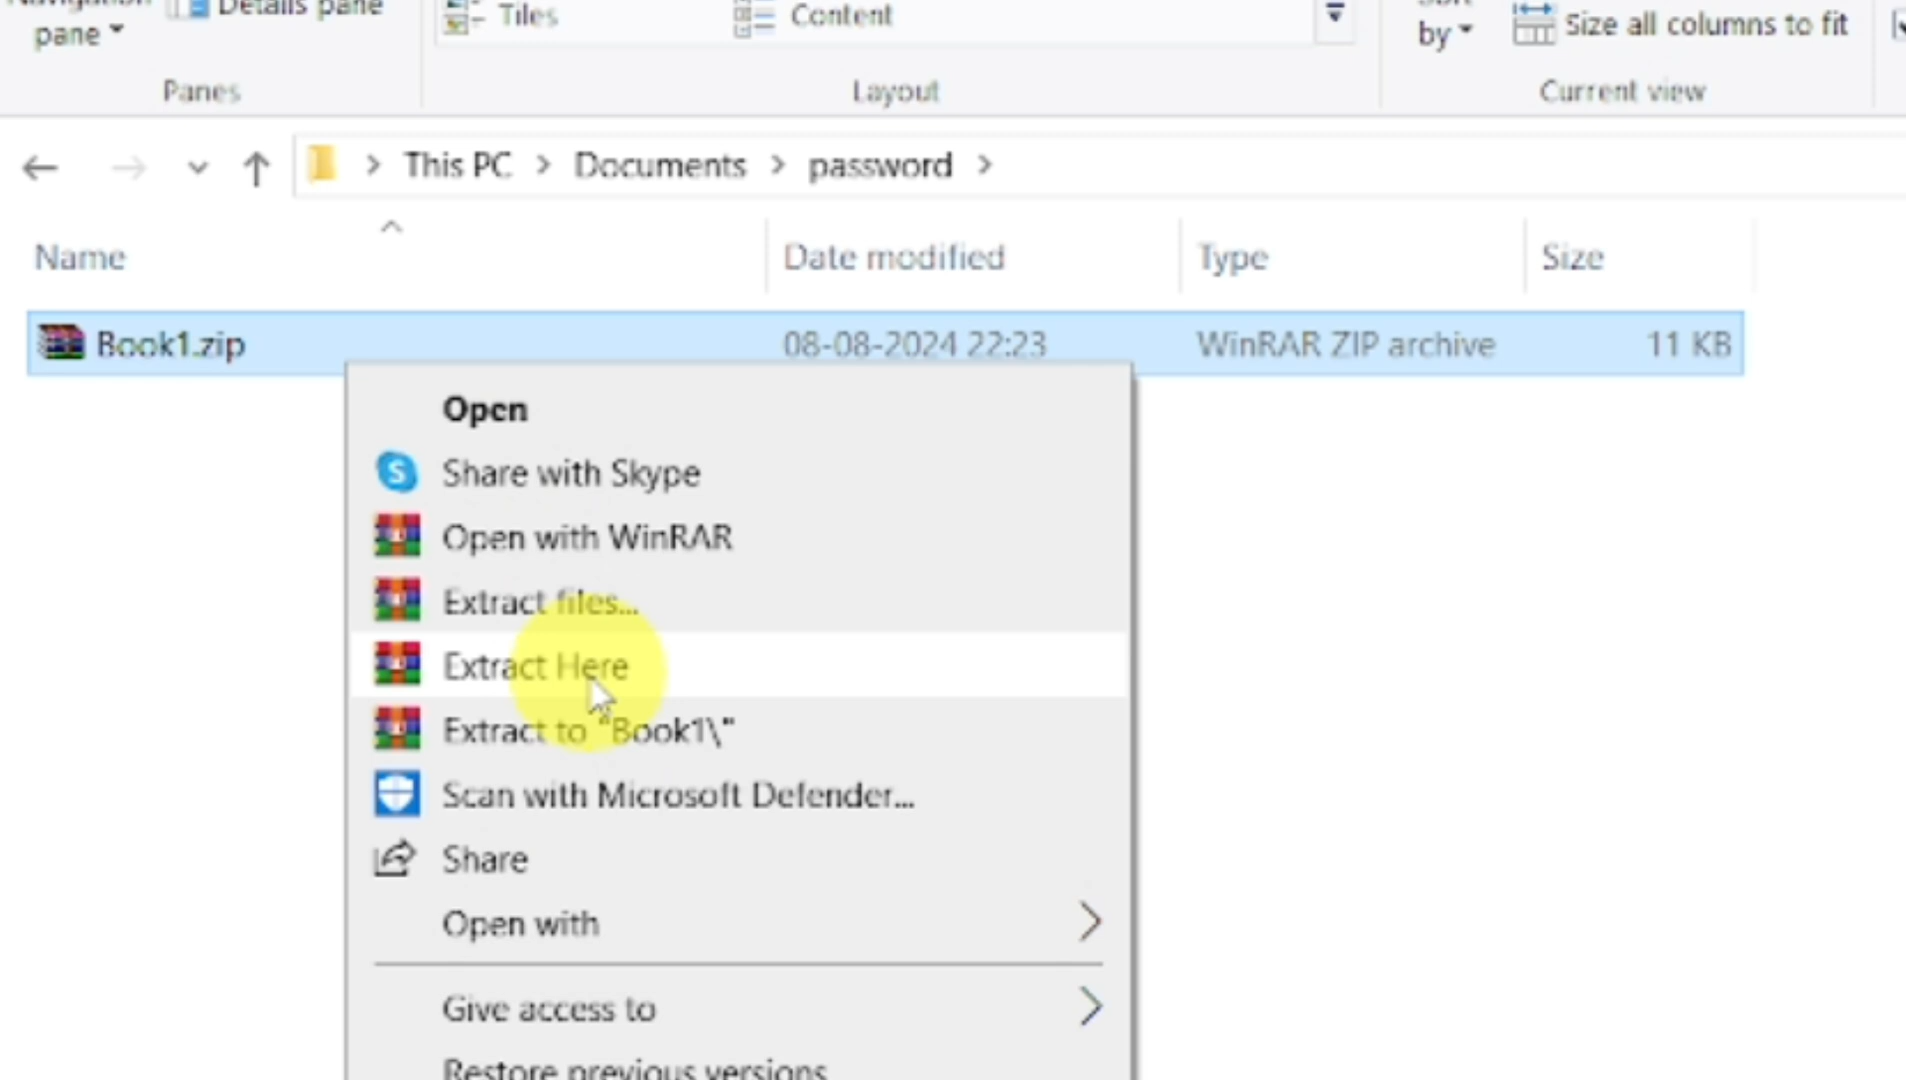 Details pane
Tiles
Content
pane
by
Size all columns to fit
Panes
Layout
Current view
This PC
Documents
password
Name
Date modified
Type
Size
Book1.zip
08-08-2024 22:23
WinRAR ZIP archive
11 KB
Open
Share with Skype
Open with WinRAR
Extract files...
Extract Here
Extract to "Book1\"
Scan with Microsoft Defender...
Share
Open with
Give access to
Restore previous versions